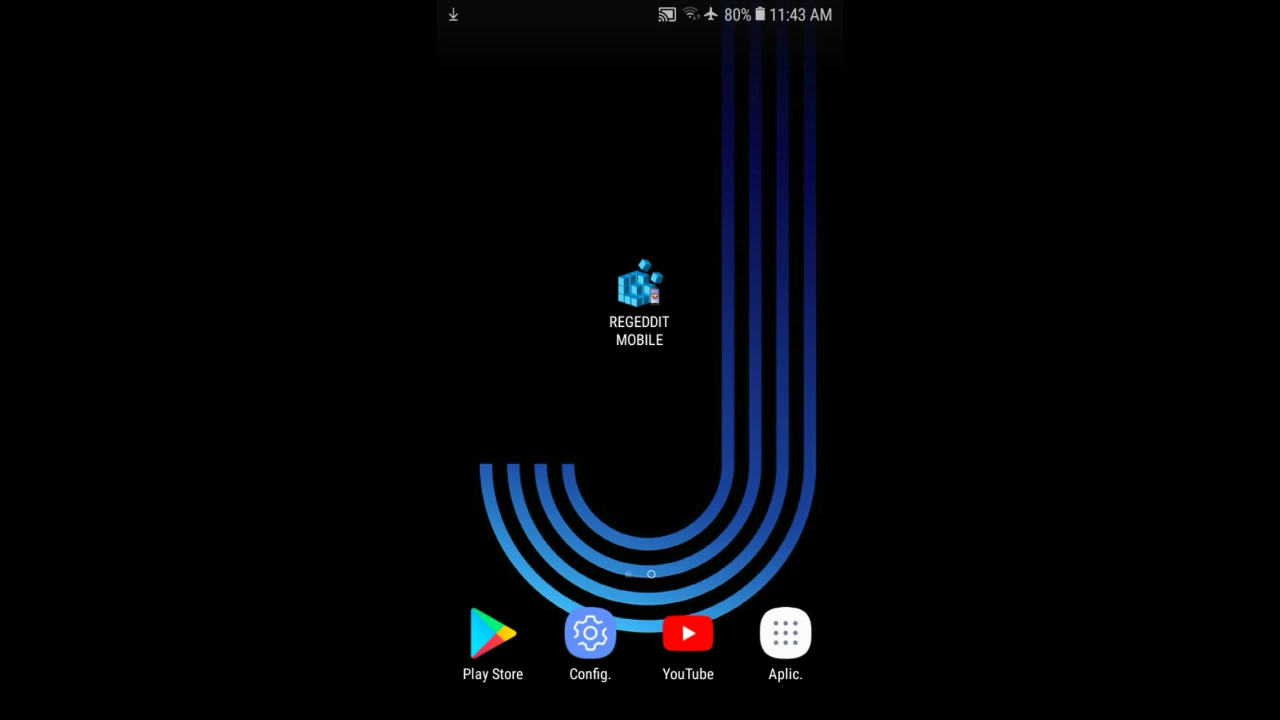 80% 11:43 AM
REGEDDIT
MOBILE
Play Store
Config.
YouTube
Aplic.